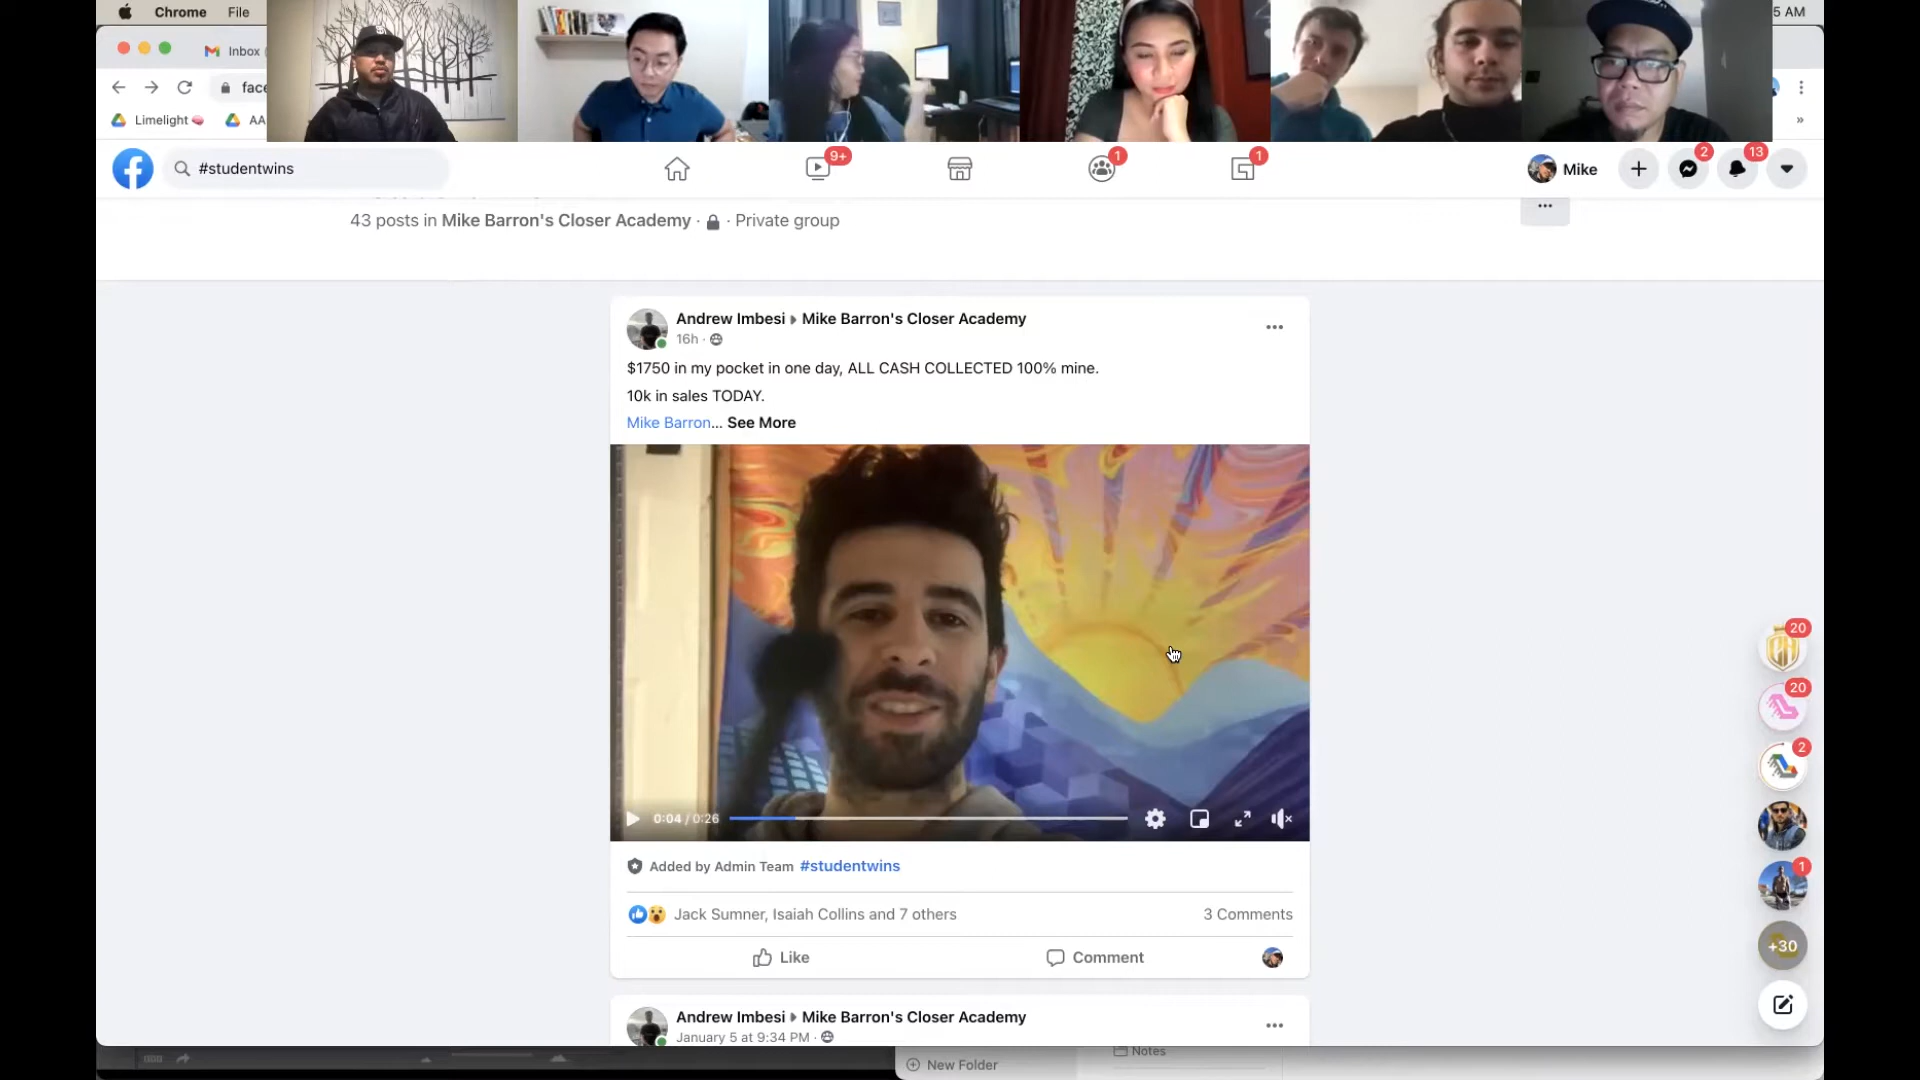 Chrome File
5 AM
Inbox
face
Limelight
AA
»
#studentwins
9+
1
1
Mike
2
13
43 posts in Mike Barron's Closer Academy · · Private group
Andrew Imbesi Mike Barron's Closer Academy
16h ·
$1750 in my pocket in one day, ALL CASH COLLECTED 100% mine.
10k in sales TODAY.
Mike Barron... See More
0:04 / 0:26
Added by Admin Team #studentwins
Jack Sumner, Isaiah Collins and 7 others
3 Comments
Like
Comment
20
20
2
1
+30
Andrew Imbesi Mike Barron's Closer Academy
January 5 at 9:34 PM ·
Notes
New Folder